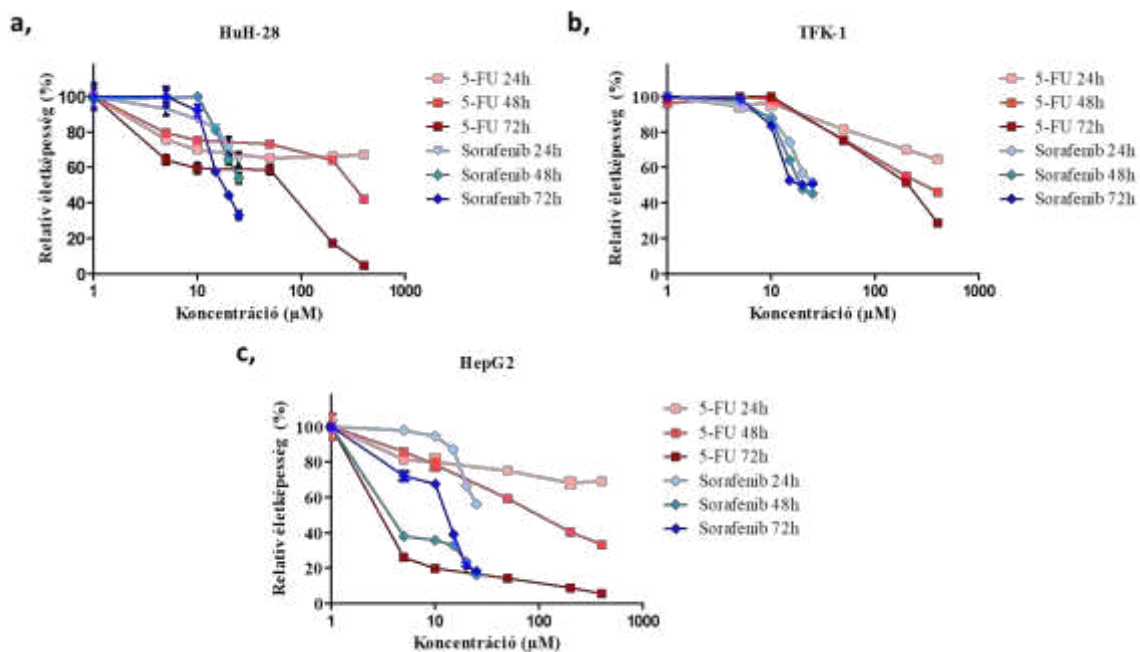 a,
HuH-28
Relatív életképesség (%)
100
80
60
40
20
0
1
10
100
1000
Koncentráció (µM)
5-FU 24h
5-FU 48h
5-FU 72h
Sorafenib 24h
Sorafenib 48h
Sorafenib 72h
b,
TFK-1
Relatív életképesség (%)
100
80
60
40
20
0
1
10
100
1000
Koncentráció (µM)
5-FU 24h
5-FU 48h
5-FU 72h
Sorafenib 24h
Sorafenib 48h
Sorafenib 72h
c,
HepG2
Relatív életképesség (%)
100
80
60
40
20
0
1
10
100
1000
Koncentráció (µM)
5-FU 24h
5-FU 48h
5-FU 72h
Sorafenib 24h
Sorafenib 48h
Sorafenib 72h